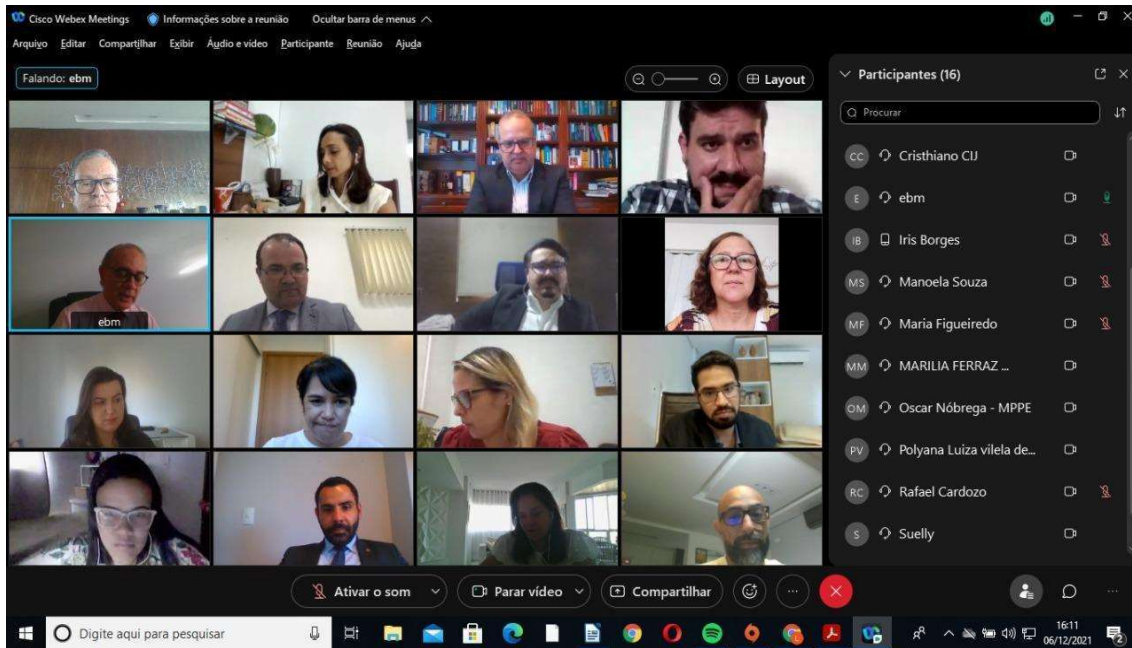 Cisco Webex Meetings Informações sobre a reunião Ocultar barra de menus
Arquivo Editar Compartilhar Exibir Áudio e vídeo Participante Reunião Ajuda
Falando: ebm
Layout
ebm
Participantes (16)
Procurar
CC Cristhiano CIJ
E ebm
IB Iris Borges
MS Manoela Souza
MF Maria Figueiredo
MM MARILIA FERRAZ ...
OM Oscar Nóbrega - MPPE
PV Polyana Luiza vilela de...
RC Rafael Cardozo
S Suelly
Ativar o som Parar vídeo Compartilhar
Digite aqui para pesquisar
16:11
06/12/2021
2